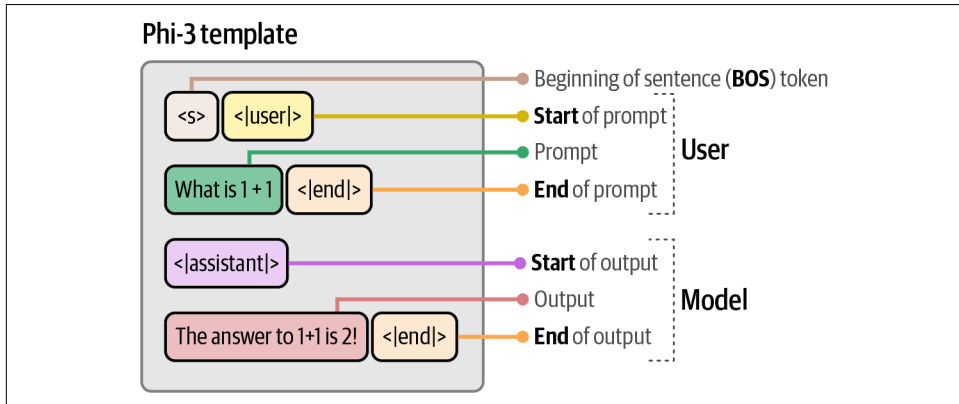 Phi-3 template
Beginning of sentence (BOS) token
<s> <|user|> Start of prompt
Prompt
User
What is 1 + 1 <|end|> End of prompt
<|assistant|> Start of output
Output
Model
The answer to 1+1 is 2! <|end|> End of output